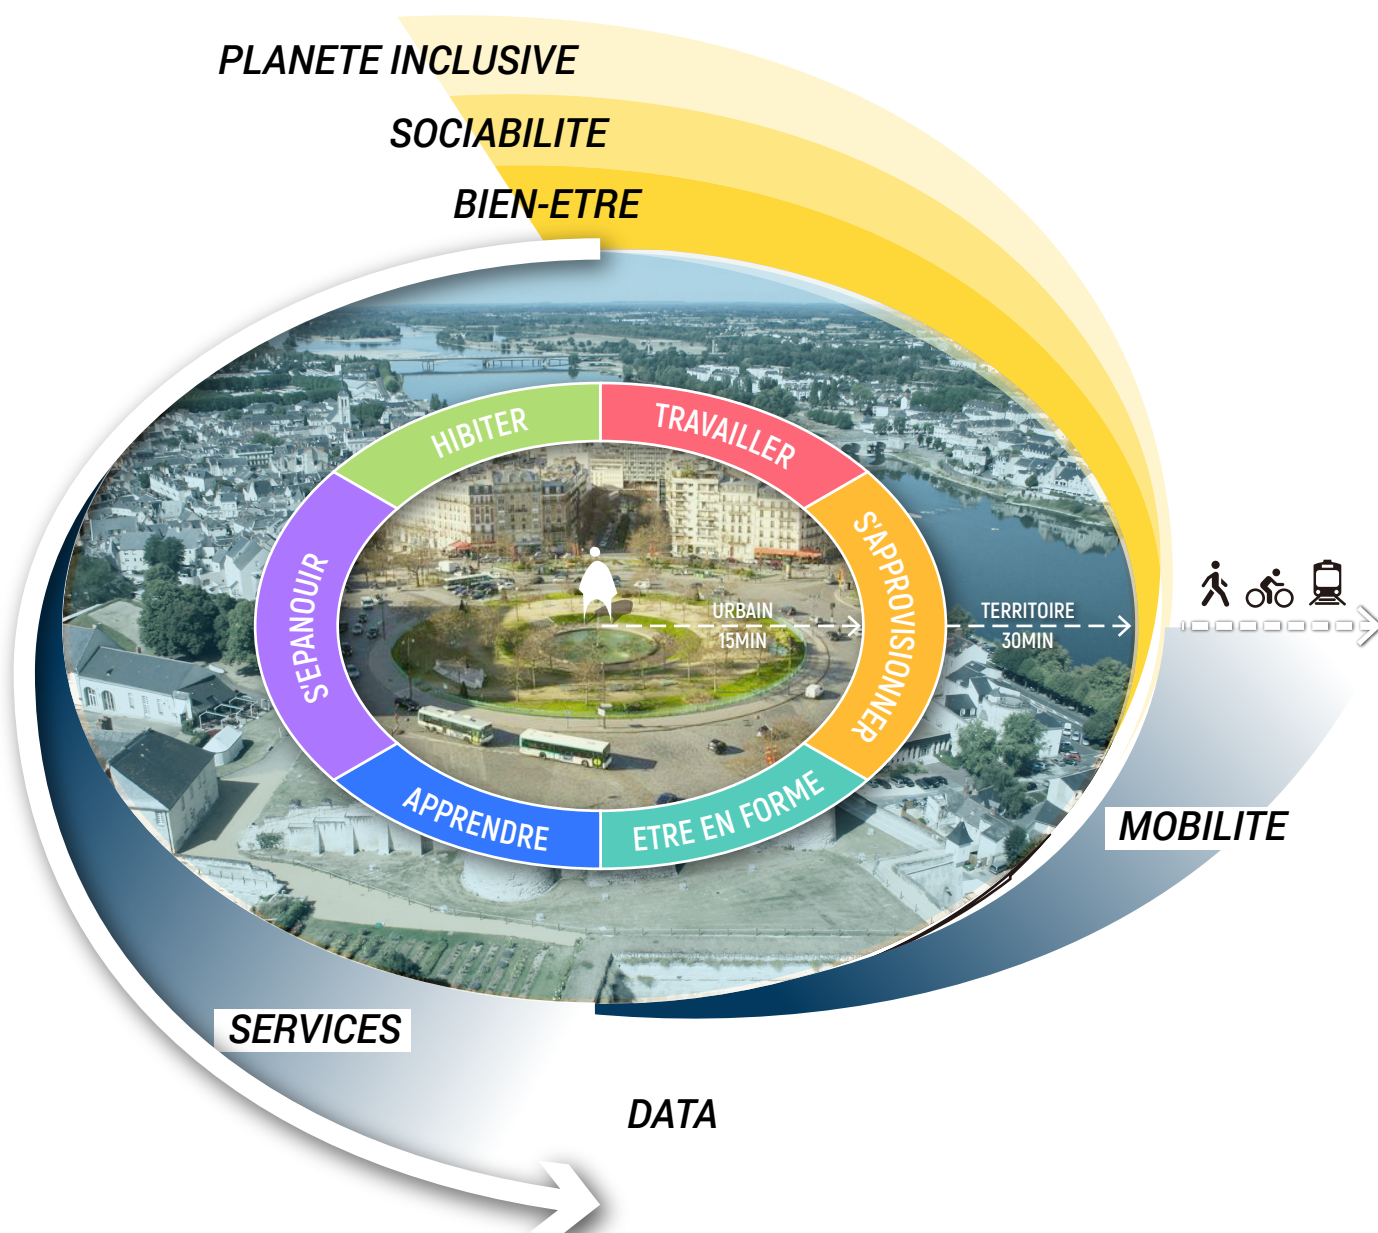 PLANETE INCLUSIVE
SOCIABILITE
BIEN-ETRE
HIBITER
TRAVAILLER
S'APPROVISIONNER
S'EPANOUIR
URBAIN
15MIN
TERRITOIRE
30MIN
APPRENDRE
ETRE EN FORME
MOBILITE
SERVICES
DATA